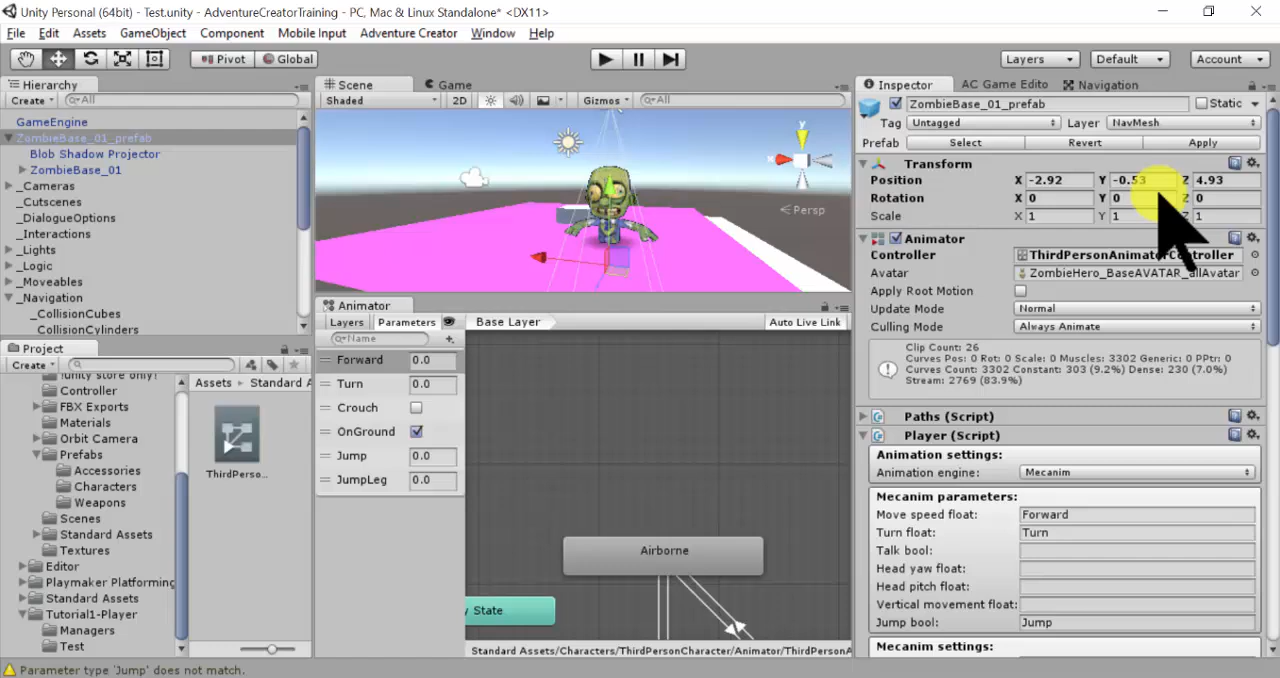 Unity Personal (64bit) - Test.unity - AdventureCreatorTraining - PC, Mac & Linux Standalone* <DX11>
File Edit Assets GameObject Component Mobile Input Adventure Creator Window Help
Pivot Global Layers Default Account
Hierarchy
Create All
GameEngine
ZombieBase_01_prefab
Blob Shadow Projector
ZombieBase_01
_Cameras
_Cutscenes
_DialogueOptions
_Interactions
_Lights
_Logic
_Moveables
_Navigation
_CollisionCubes
_CollisionCylinders
Scene Game
Shaded 2D Gizmos All
y
x
Persp
Animator
Layers Parameters Base Layer Auto Live Link
Name
Forward 0.0
Turn 0.0
Crouch
OnGround
Jump 0.0
JumpLeg 0.0
Airborne
y State
Standard Assets/Characters/ThirdPersonCharacter/Animator/ThirdPersonA
Project
Create
!unity store only!
Controller
FBX Exports
Materials
Orbit Camera
Prefabs
Accessories
Characters
Weapons
Scenes
Standard Assets
Textures
Editor
Playmaker Platforming
Standard Assets
Tutorial1-Player
Managers
Test
Assets Standard A
ThirdPerso...
Inspector AC Game Edito Navigation
ZombieBase_01_prefab Static
Tag Untagged Layer NavMesh
Prefab Select Revert Apply
Transform
Position X -2.92 Y -0.53 Z 4.93
Rotation X 0 Y 0 Z 0
Scale X 1 Y 1 Z 1
Animator
Controller ThirdPersonAnimatorController
Avatar ZombieHero_BaseAVATAR_allAvatar
Apply Root Motion
Update Mode Normal
Culling Mode Always Animate
Clip Count: 26
Curves Pos: 0 Rot: 0 Scale: 0 Muscles: 3302 Generic: 0 PPtr: 0
Curves Count: 3302 Constant: 303 (9.2%) Dense: 230 (7.0%)
Stream: 2769 (83.9%)
Paths (Script)
Player (Script)
Animation settings:
Animation engine: Mecanim
Mecanim parameters:
Move speed float: Forward
Turn float: Turn
Talk bool:
Head yaw float:
Head pitch float:
Vertical movement float:
Jump bool: Jump
Mecanim settings:
Parameter type 'Jump' does not match.